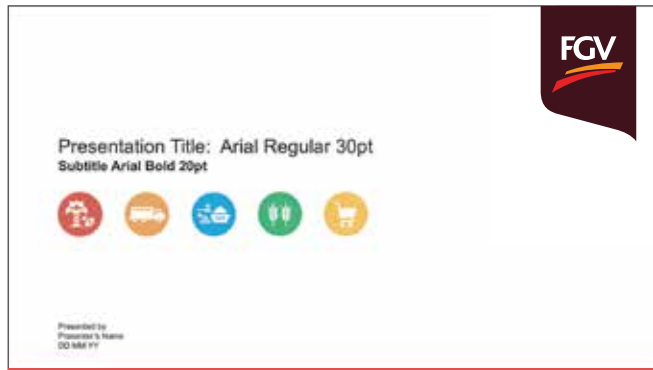 FGV
Presentation Title: Arial Regular 30pt
Subtitle Arial Bold 20pt
Presented by
Presenter's Name
DD MM YY